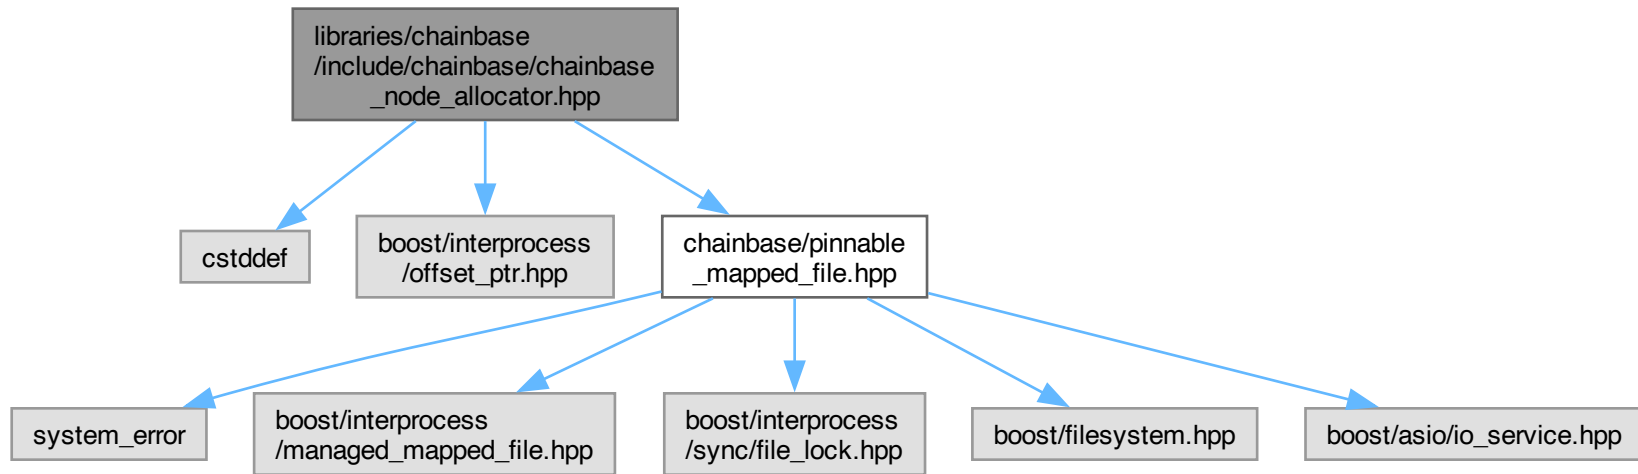 libraries/chainbase
/include/chainbase/chainbase
_node_allocator.hpp
cstddef
boost/interprocess
/offset_ptr.hpp
chainbase/pinnable
_mapped_file.hpp
system_error
boost/interprocess
/managed_mapped_file.hpp
boost/interprocess
/sync/file_lock.hpp
boost/filesystem.hpp
boost/asio/io_service.hpp